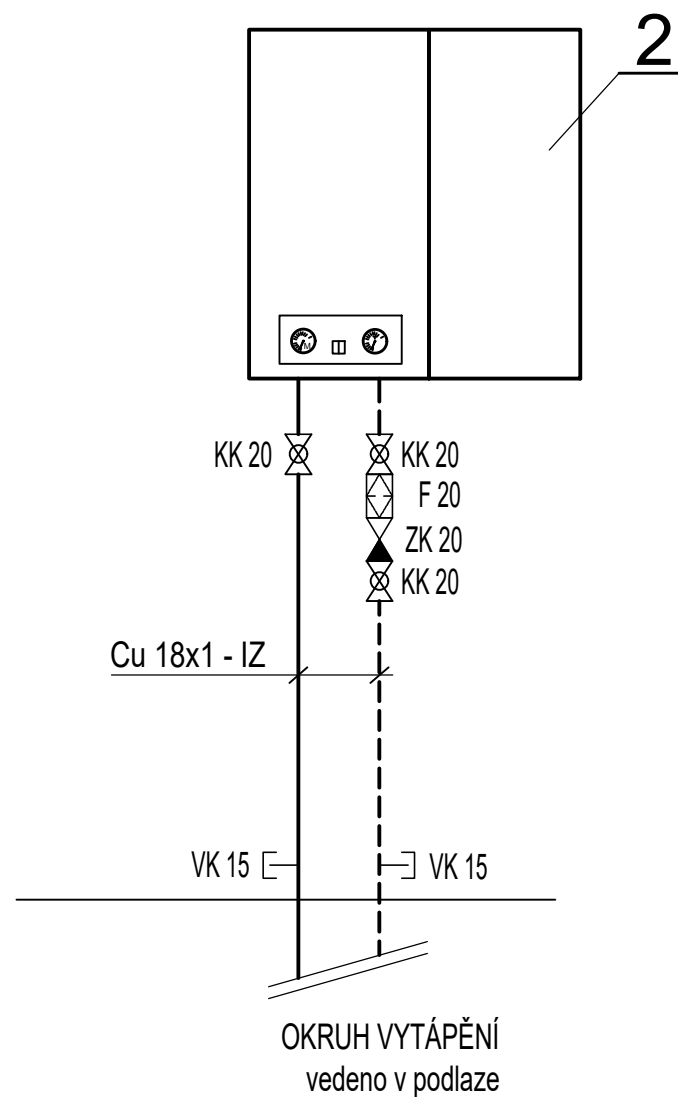 2
KK 20
KK 20
F 20
ZK 20
KK 20
Cu 18x1 - IZ
VK 15
VK 15
OKRUH VYTÁPĚNÍ
vedeno v podlaze